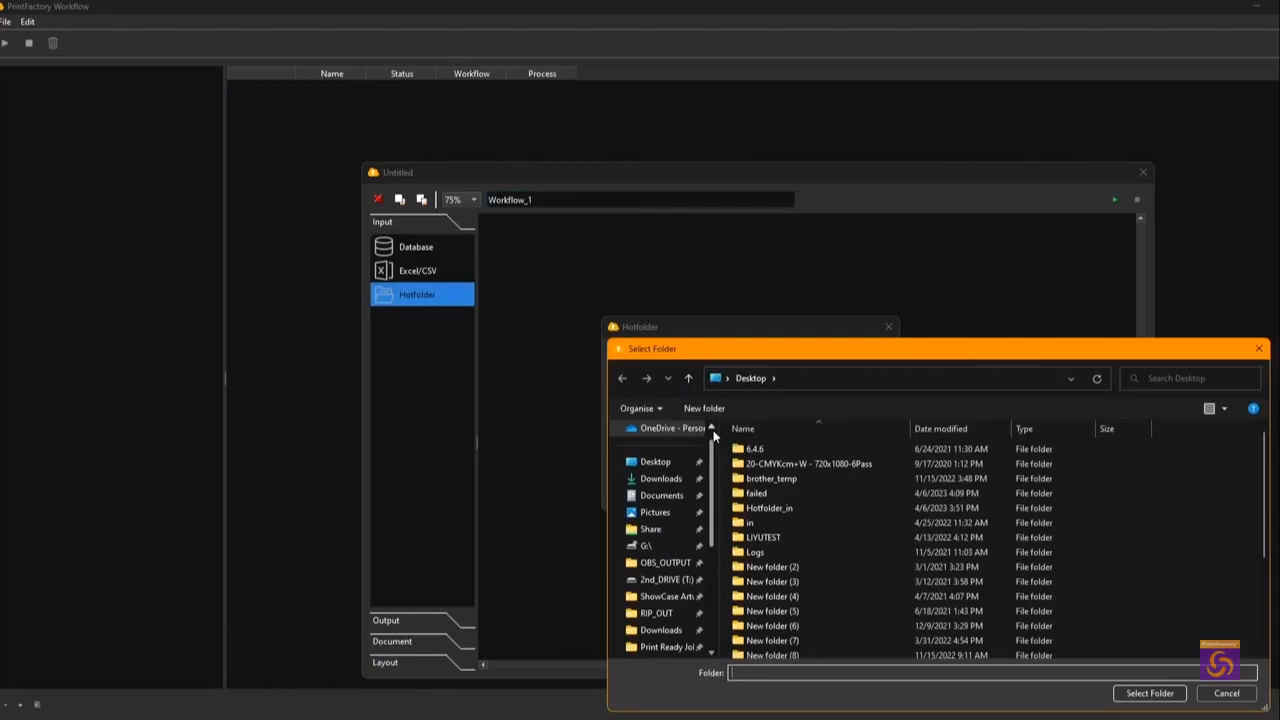 PrintFactory Workflow
File Edit
Name Status Workflow Process
Untitled
75% Workflow_1
Input
Database
Excel/CSV
Hotfolder
Output
Document
Layout
Hotfolder
Select Folder
Desktop
Search Desktop
Organise New folder
OneDrive - Person
Desktop
Downloads
Documents
Pictures
Share
G:\
OBS_OUTPUT
2nd_DRIVE (T:)
ShowCase Artw
RIP_OUT
Downloads
Print Ready Jol
Name Date modified Type Size
6.4.6 6/24/2021 11:30 AM File folder
20-CMYKcm+W - 720x1080-6Pass 9/17/2020 1:12 PM File folder
brother_temp 11/15/2022 3:48 PM File folder
failed 4/6/2023 4:09 PM File folder
Hotfolder_in 4/6/2023 3:51 PM File folder
in 4/25/2022 11:32 AM File folder
LIYUTEST 4/13/2022 4:12 PM File folder
Logs 11/5/2021 11:03 AM File folder
New folder (2) 3/1/2021 3:23 PM File folder
New folder (3) 3/12/2021 3:58 PM File folder
New folder (4) 4/7/2021 4:07 PM File folder
New folder (5) 6/18/2021 1:43 PM File folder
New folder (6) 12/9/2021 3:29 PM File folder
New folder (7) 3/31/2022 4:54 PM File folder
New folder (8) 11/15/2022 9:11 AM File folder
Folder:
Select Folder Cancel
PrintFactory